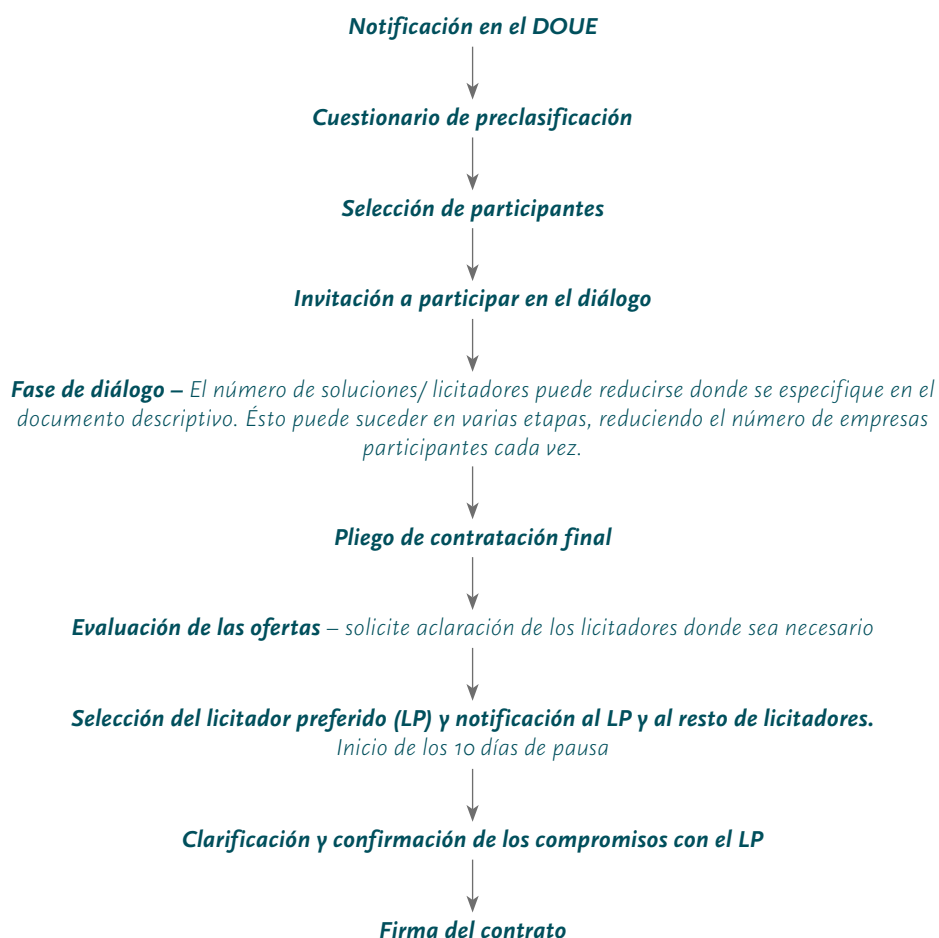 Notificación en el DOUE
Cuestionario de preclasificación
Selección de participantes
Invitación a participar en el diálogo
Fase de diálogo – El número de soluciones/ licitadores puede reducirse donde se especifique en el
documento descriptivo. Ésto puede suceder en varias etapas, reduciendo el número de empresas
participantes cada vez.
Pliego de contratación final
Evaluación de las ofertas – solicite aclaración de los licitadores donde sea necesario
Selección del licitador preferido (LP) y notificación al LP y al resto de licitadores.
Inicio de los 10 días de pausa
Clarificación y confirmación de los compromisos con el LP
Firma del contrato